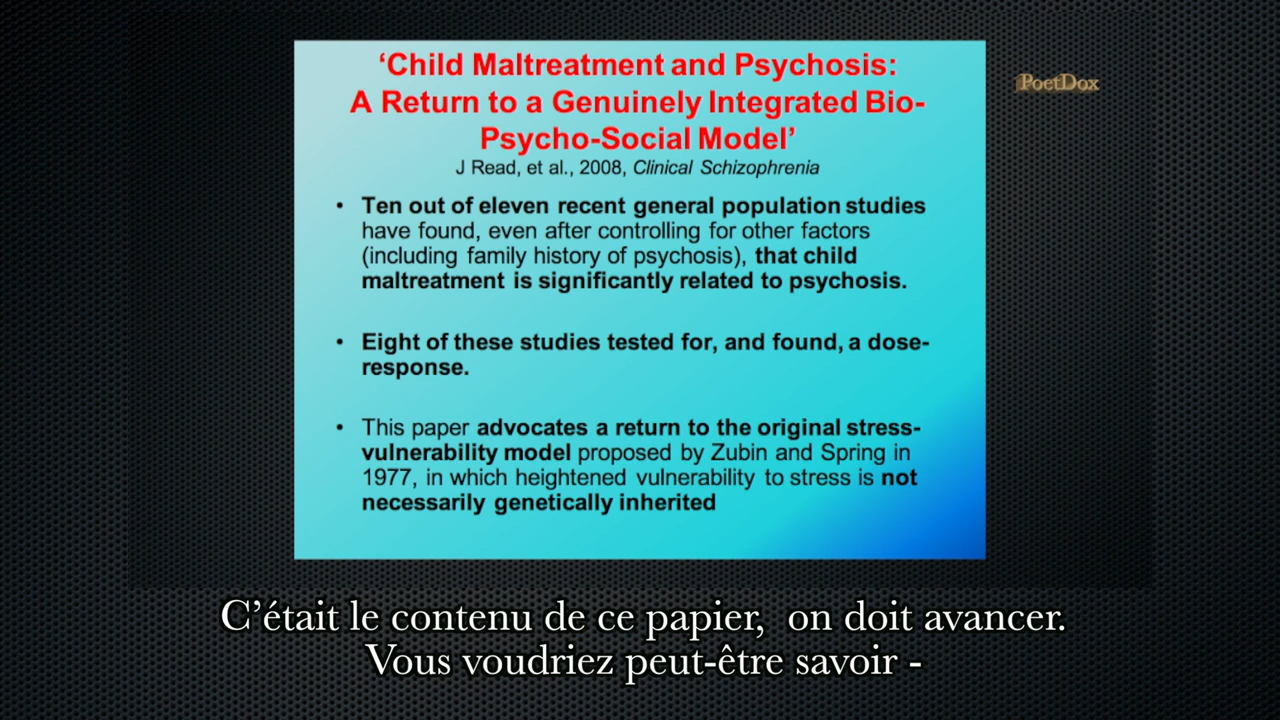 ‘Child Maltreatment and Psychosis:
A Return to a Genuinely Integrated Bio-
Psycho-Social Model’
J Read, et al., 2008, Clinical Schizophrenia
PoetDox
• Ten out of eleven recent general population studies
have found, even after controlling for other factors
(including family history of psychosis), that child
maltreatment is significantly related to psychosis.
• Eight of these studies tested for, and found, a dose-
response.
• This paper advocates a return to the original stress-
vulnerability model proposed by Zubin and Spring in
1977, in which heightened vulnerability to stress is not
necessarily genetically inherited
C’était le contenu de ce papier, on doit avancer.
Vous voudriez peut-être savoir -